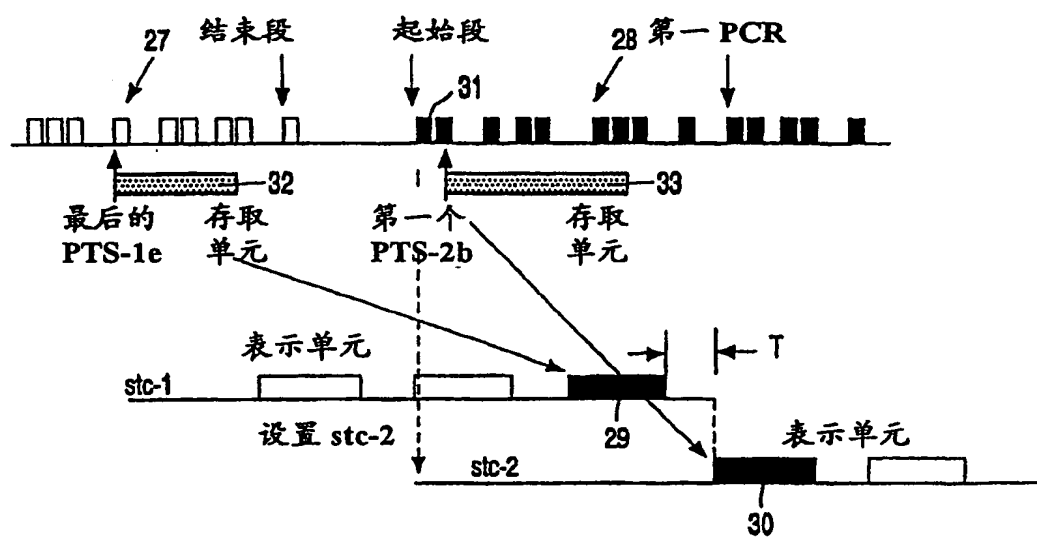 27
结束段
起始段
28
第一 PCR
31
32
33
最后的
PTS-1e
存取
单元
第一个
PTS-2b
存取
单元
表示单元
T
stc-1
29
设置 stc-2
表示单元
stc-2
30